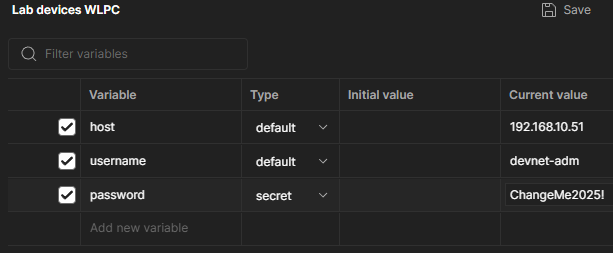 Lab devices WLPC Save
Filter variables
Variable Type Initial value Current value
host default 192.168.10.51
username default devnet-adm
password secret ChangeMe2025!
Add new variable